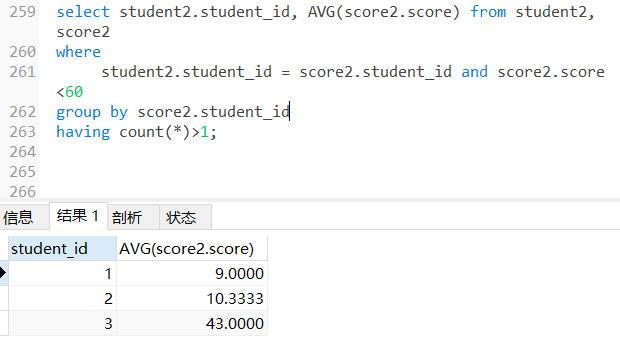 259 select student2.student_id, AVG(score2.score) from student2,
score2
260 where
261 student2.student_id = score2.student_id and score2.score
<60
262 group by score2.student_id
263 having count(*)>1;
264
265
266
信息 结果 1 剖析 状态
student_id AVG(score2.score)
1 9.0000
2 10.3333
3 43.0000